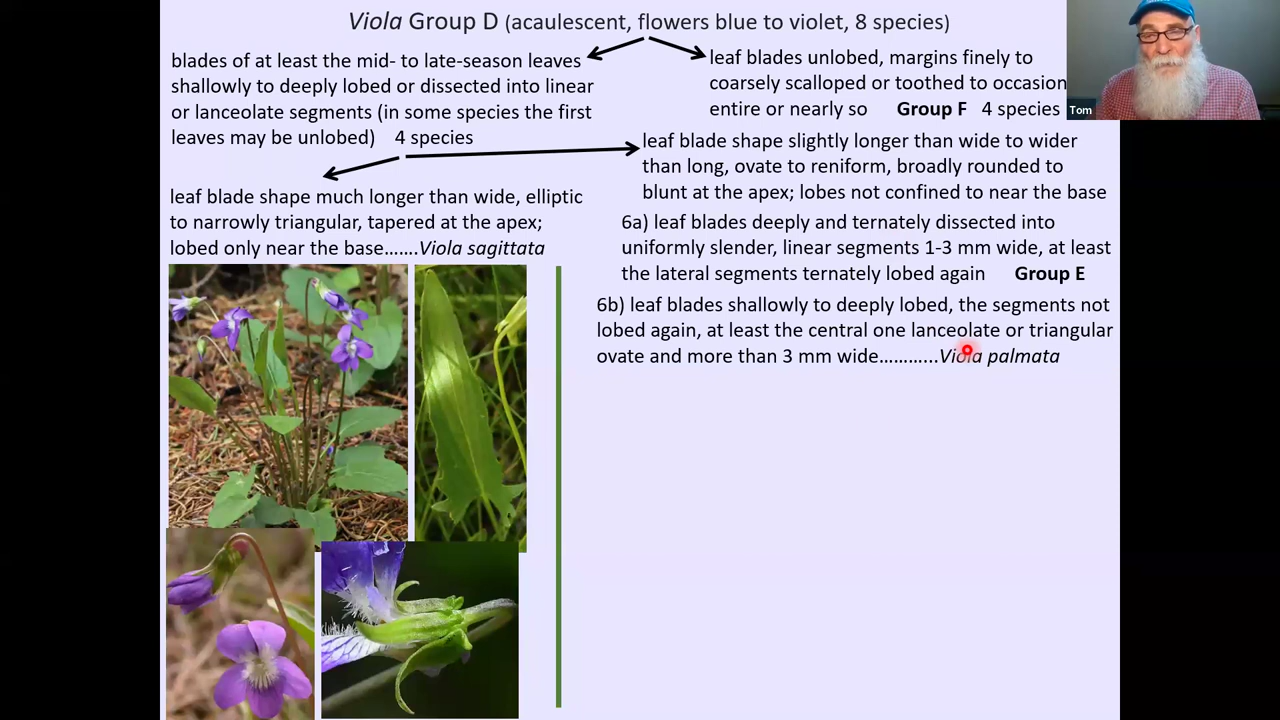 Viola Group D (acaulescent, flowers blue to violet, 8 species)
blades of at least the mid- to late-season leaves
shallowly to deeply lobed or dissected into linear
or lanceolate segments (in some species the first
leaves may be unlobed) 4 species
leaf blades unlobed, margins finely to
coarsely scalloped or toothed to occasion
entire or nearly so Group F 4 species
Tom
leaf blade shape slightly longer than wide to wider
than long, ovate to reniform, broadly rounded to
blunt at the apex; lobes not confined to near the base
leaf blade shape much longer than wide, elliptic
to narrowly triangular, tapered at the apex;
lobed only near the base.......Viola sagittata
6a) leaf blades deeply and ternately dissected into
uniformly slender, linear segments 1-3 mm wide, at least
the lateral segments ternately lobed again Group E
6b) leaf blades shallowly to deeply lobed, the segments not
lobed again, at least the central one lanceolate or triangular
ovate and more than 3 mm wide............Viola palmata